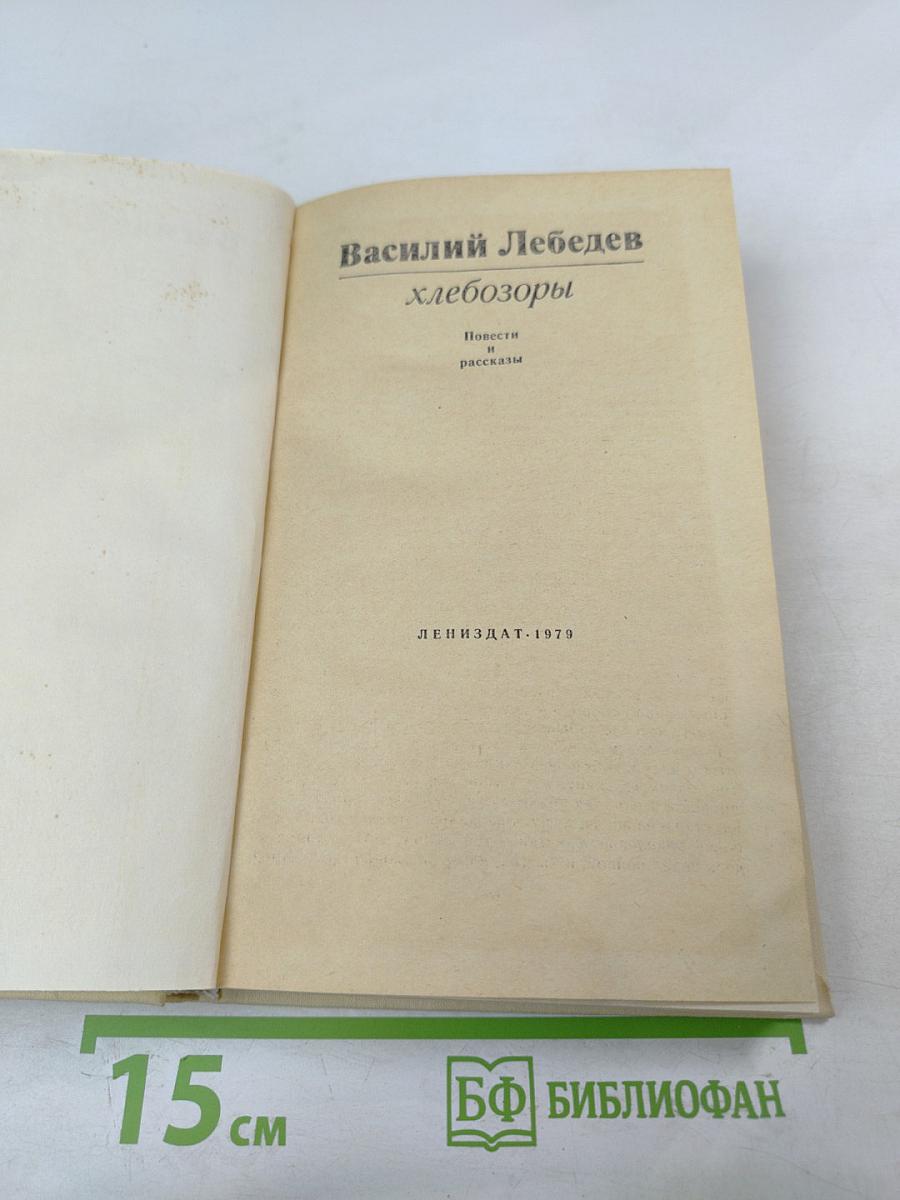 Василий Лебедев
хлебозоры
Повести
и
рассказы
ЛЕНИЗДАТ·1979
15 см
БФ БИБЛИОФАН